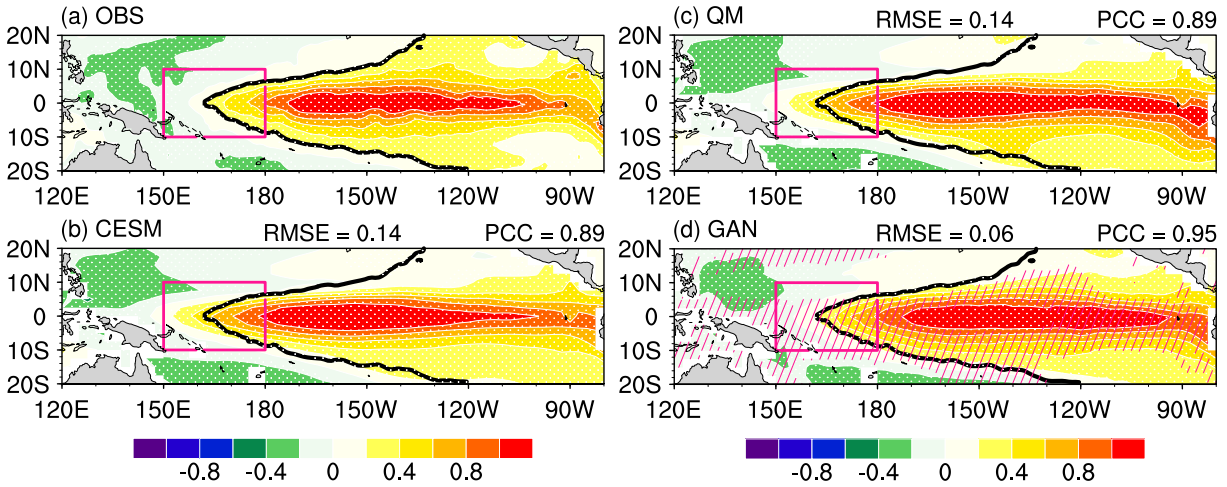 (a) OBS
20N
10N
0
10S
20S
120E 150E 180 150W 120W 90W
(b) CESM RMSE = 0.14 PCC = 0.89
20N
10N
0
10S
20S
120E 150E 180 150W 120W 90W
-0.8 -0.4 0 0.4 0.8
(c) QM RMSE = 0.14 PCC = 0.89
20N
10N
0
10S
20S
120E 150E 180 150W 120W 90W
(d) GAN RMSE = 0.06 PCC = 0.95
20N
10N
0
10S
20S
120E 150E 180 150W 120W 90W
-0.8 -0.4 0 0.4 0.8